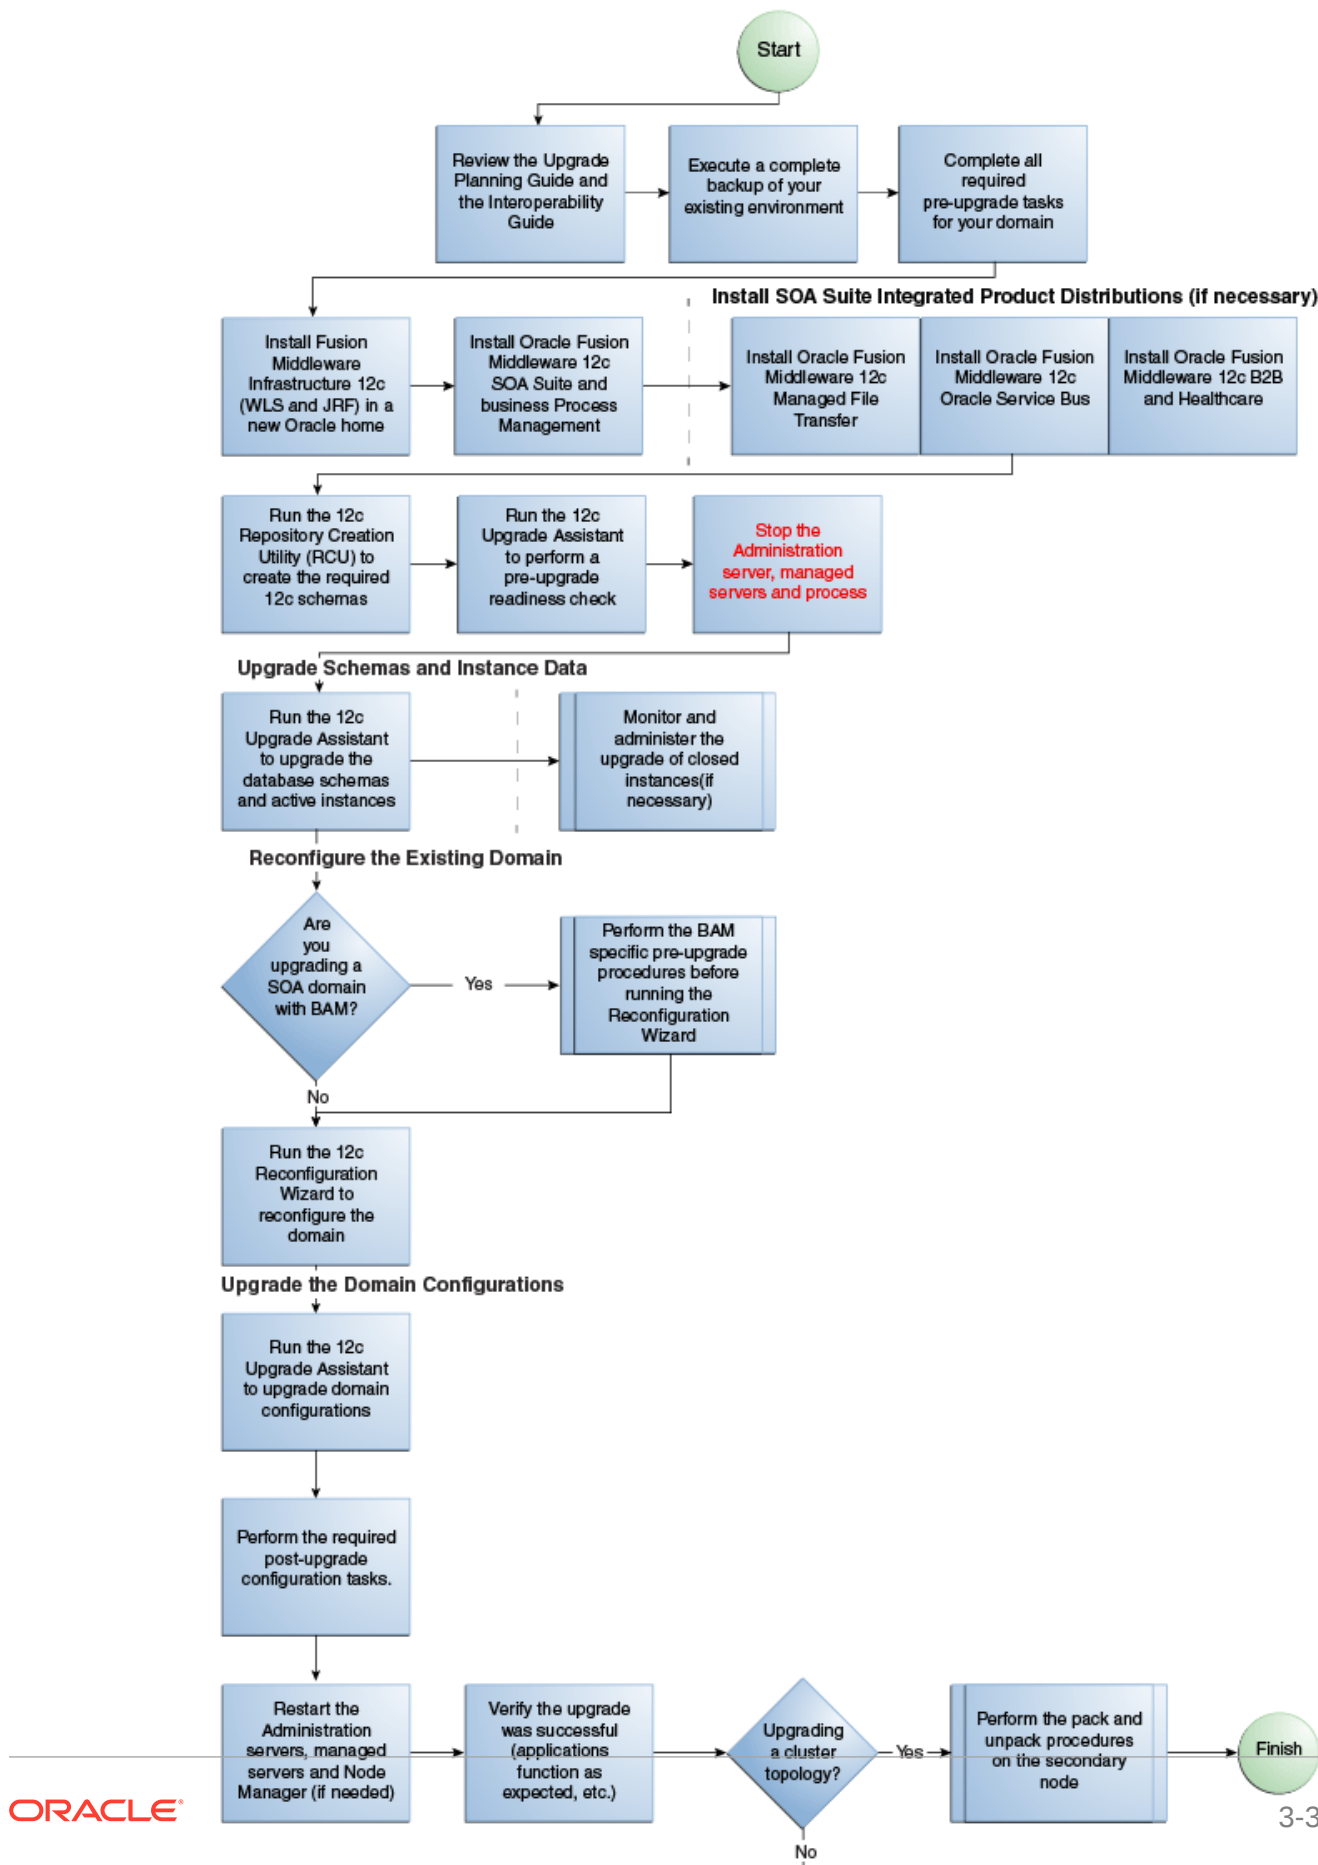 Start
Review the Upgrade
Planning Guide and
the Interoperability
Guide
Execute a complete
backup of your
existing environment
Complete all
required
pre-upgrade tasks
for your domain
Install SOA Suite Integrated Product Distributions (if necessary)
Install Fusion
Middleware
Infrastructure 12c
(WLS and JRF) in a
new Oracle home
Install Oracle Fusion
Middleware 12c
SOA Suite and
business Process
Management
Install Oracle Fusion
Middleware 12c
Managed File
Transfer
Install Oracle Fusion
Middleware 12c
Oracle Service Bus
Install Oracle Fusion
Middleware 12c B2B
and Healthcare
Run the 12c
Repository Creation
Utility (RCU) to
create the required
12c schemas
Run the 12c
Upgrade Assistant
to perform a
pre-upgrade
readiness check
Stop the
Administration
server, managed
servers and process
Upgrade Schemas and Instance Data
Run the 12c
Upgrade Assistant
to upgrade the
database schemas
and active instances
Monitor and
administer the
upgrade of closed
instances(if
necessary)
Reconfigure the Existing Domain
Are
you
upgrading a
SOA domain
with BAM?
Yes
Perform the BAM
specific pre-upgrade
procedures before
running the
Reconfiguration
Wizard
No
Run the 12c
Reconfiguration
Wizard to
reconfigure the
domain
Upgrade the Domain Configurations
Run the 12c
Upgrade Assistant
to upgrade domain
configurations
Perform the required
post-upgrade
configuration tasks.
Restart the
Administration
servers, managed
servers and Node
Manager (if needed)
Verify the upgrade
was successful
(applications
function as
expected, etc.)
Upgrading
a cluster
topology?
Yes
Perform the pack and
unpack procedures
on the secondary
node
Finish
No
ORACLE®
3-3